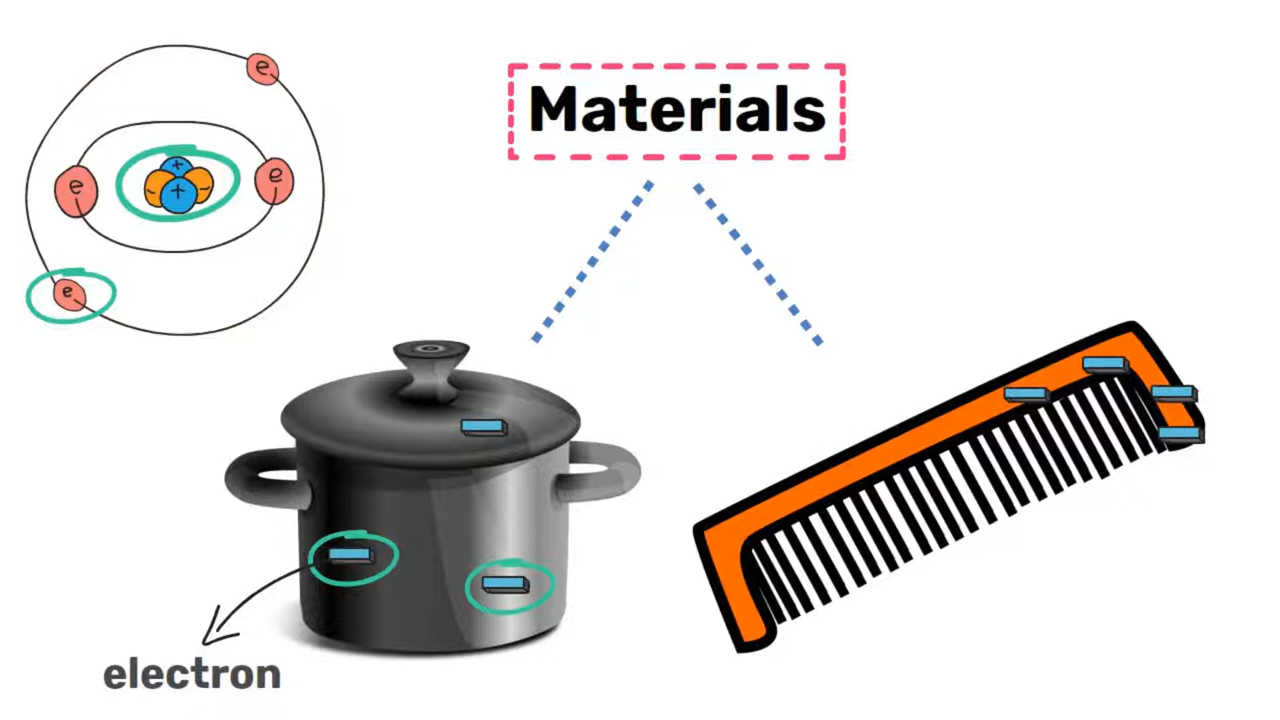 e
Materials
e
+
e
- + -
e
electron